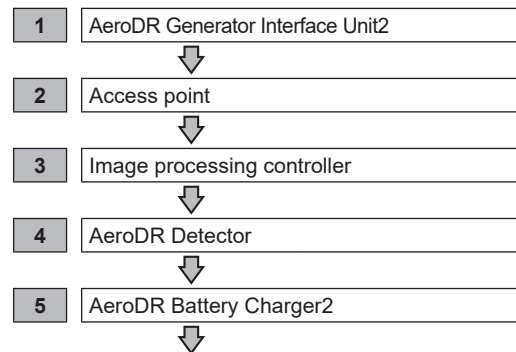 1 AeroDR Generator Interface Unit2
2 Access point
3 Image processing controller
4 AeroDR Detector
5 AeroDR Battery Charger2